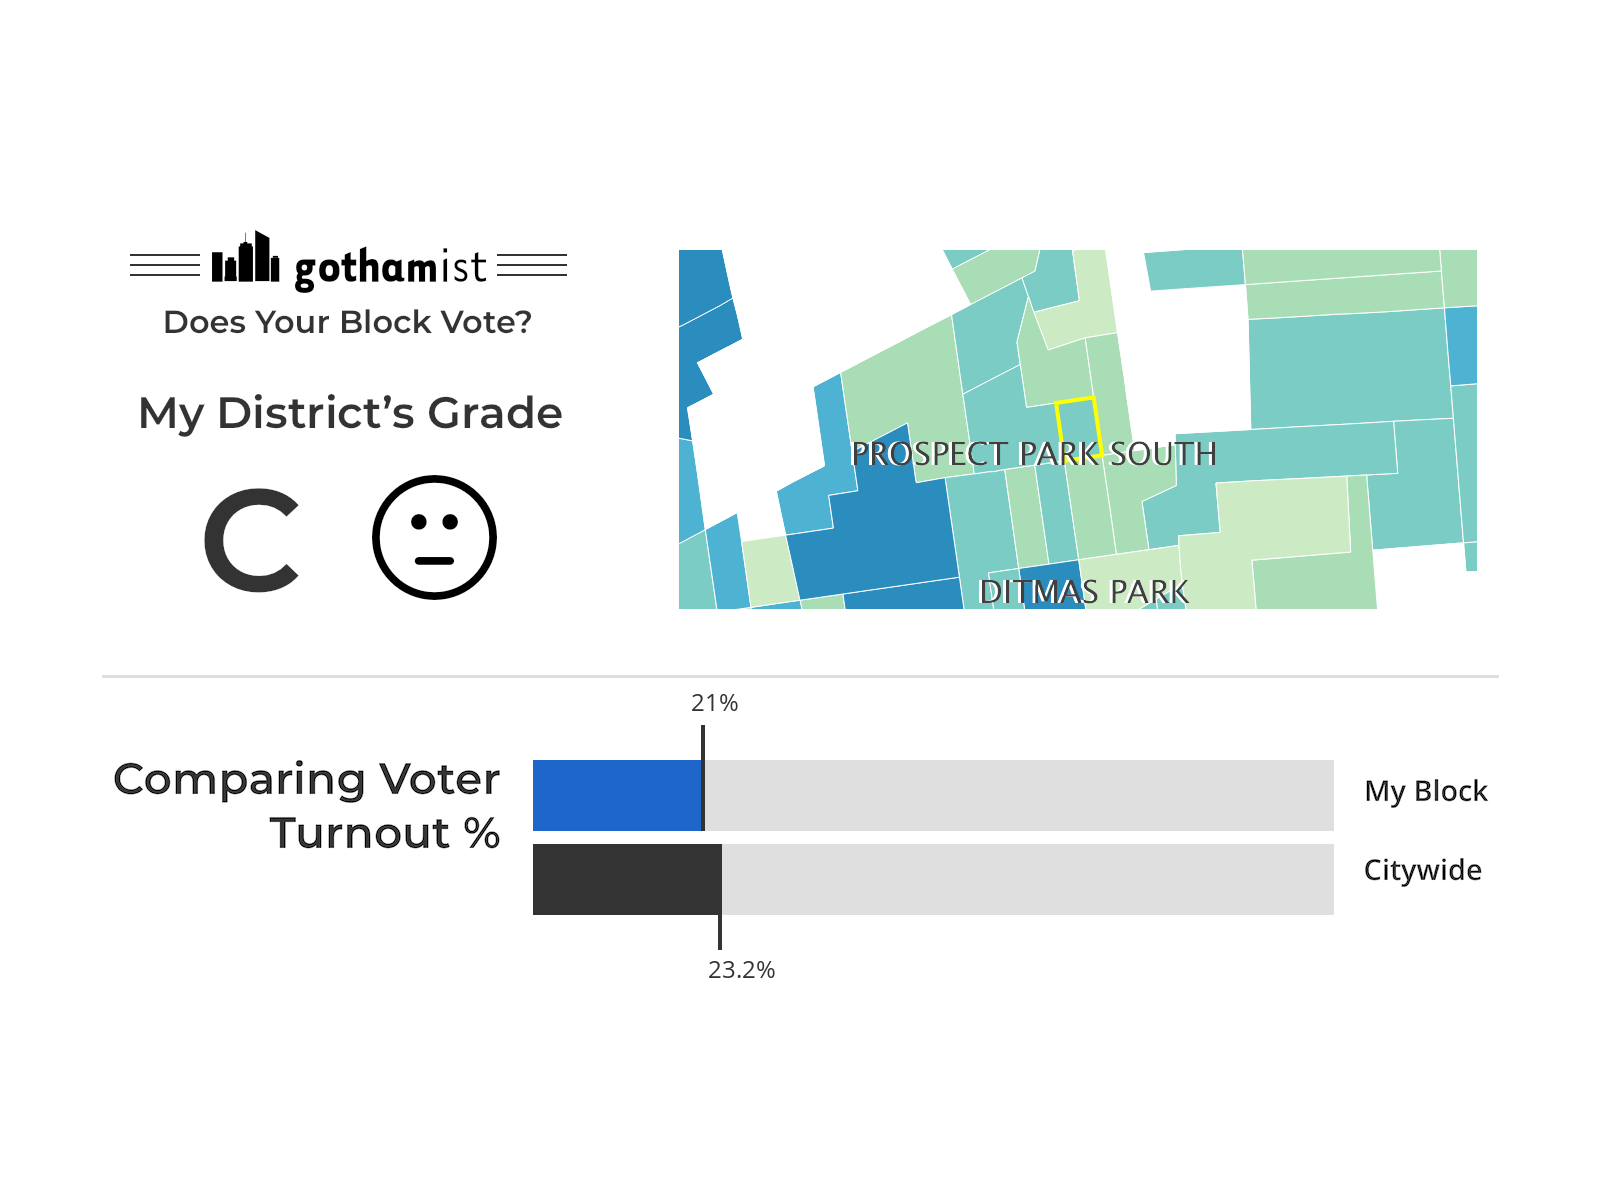 gothamist
Does Your Block Vote?
My District's Grade
C
PROSPECT PARK SOUTH
DITMAS PARK
21%
Comparing Voter
Turnout %
My Block
Citywide
23.2%